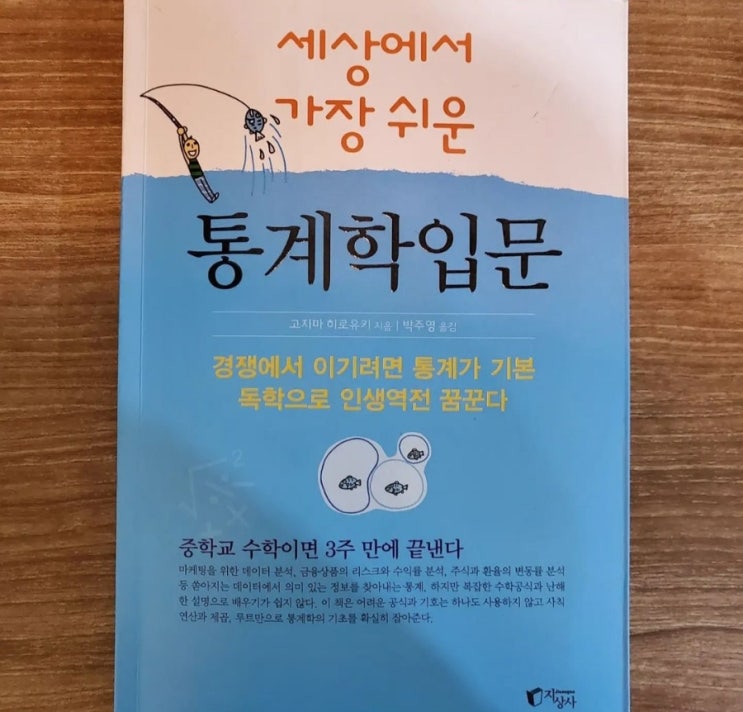 세상에서
가장 쉬운
통계학입문
고지마 히로유키 지음 | 박주영 옮김
경쟁에서 이기려면 통계가 기본
독학으로 인생역전 꿈꾼다
중학교 수학이면 3주 만에 끝낸다
마케팅을 위한 데이터 분석, 금융상품의 리스크와 수익률 분석, 주식과 환율의 변동률 분석
등 쏟아지는 데이터에서 의미 있는 정보를 찾아내는 통계, 하지만 복잡한 수학공식과 난해
한 설명으로 배우기가 쉽지 않다. 이 책은 어려운 공식과 기호는 하나도 사용하지 않고 사칙
연산과 제곱, 루트만으로 통계학의 기초를 확실히 잡아준다.
지상사